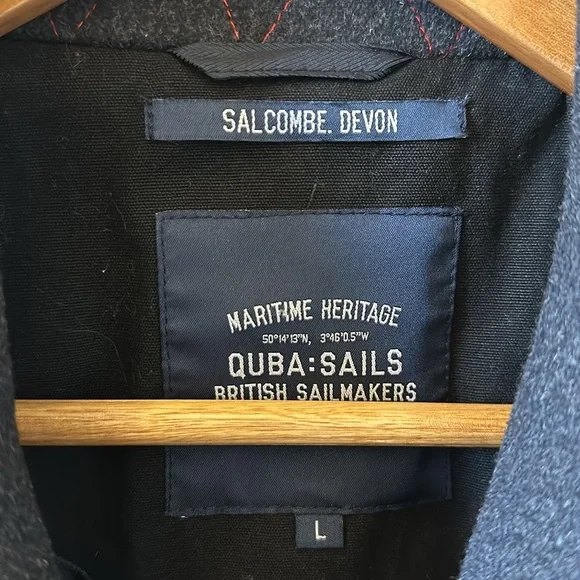 SALCOMBE. DEVON
MARITIME HERITAGE
50°14'13"N, 3°46'0.5"W
QUBA:SAILS
BRITISH SAILMAKERS
L